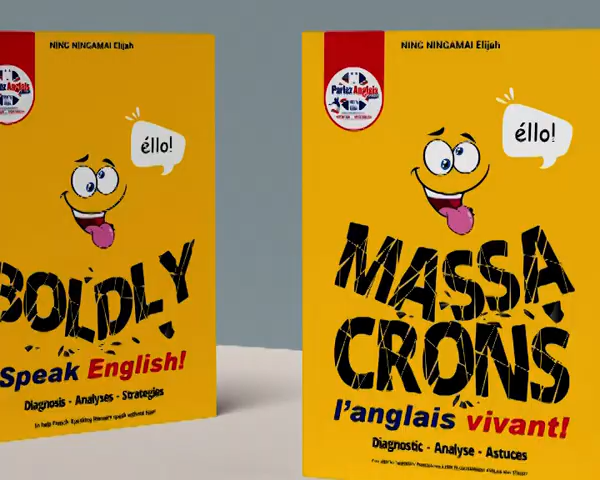 NING NINGAMAI Elijah
éllo!
BOLDLY
Speak English!
Diagnosis - Analyses - Strategies
NING NINGAMAI Elijah
Parlez Anglais
éllo!
MASSA
CRONS
l'anglais vivant!
Diagnostic - Analyse - Astuces